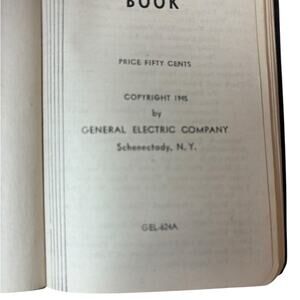 BOOK
PRICE FIFTY CENTS
COPYRIGHT 1945
by
GENERAL ELECTRIC COMPANY
Schenectady, N. Y.
GEL-624A